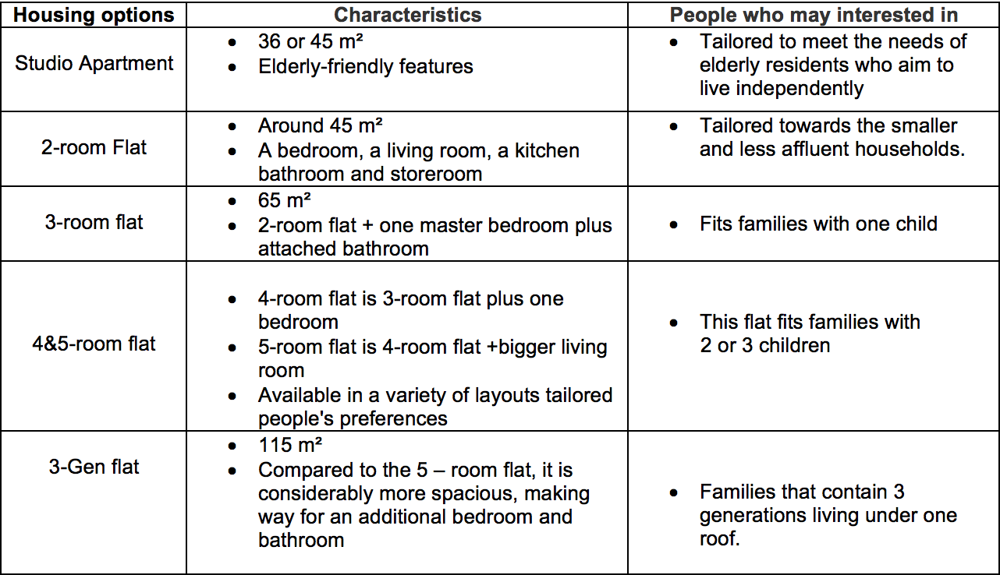 Housing options
Characteristics
People who may interested in
Studio Apartment
• 36 or 45 m²
• Elderly-friendly features
• Tailored to meet the needs of
elderly residents who aim to
live independently
2-room Flat
• Around 45 m²
• A bedroom, a living room, a kitchen
bathroom and storeroom
• Tailored towards the smaller
and less affluent households.
3-room flat
• 65 m²
• 2-room flat + one master bedroom plus
attached bathroom
• Fits families with one child
4&5-room flat
• 4-room flat is 3-room flat plus one
bedroom
• 5-room flat is 4-room flat +bigger living
room
• Available in a variety of layouts tailored
people's preferences
• This flat fits families with
2 or 3 children
3-Gen flat
• 115 m²
• Compared to the 5 – room flat, it is
considerably more spacious, making
way for an additional bedroom and
bathroom
• Families that contain 3
generations living under one
roof.